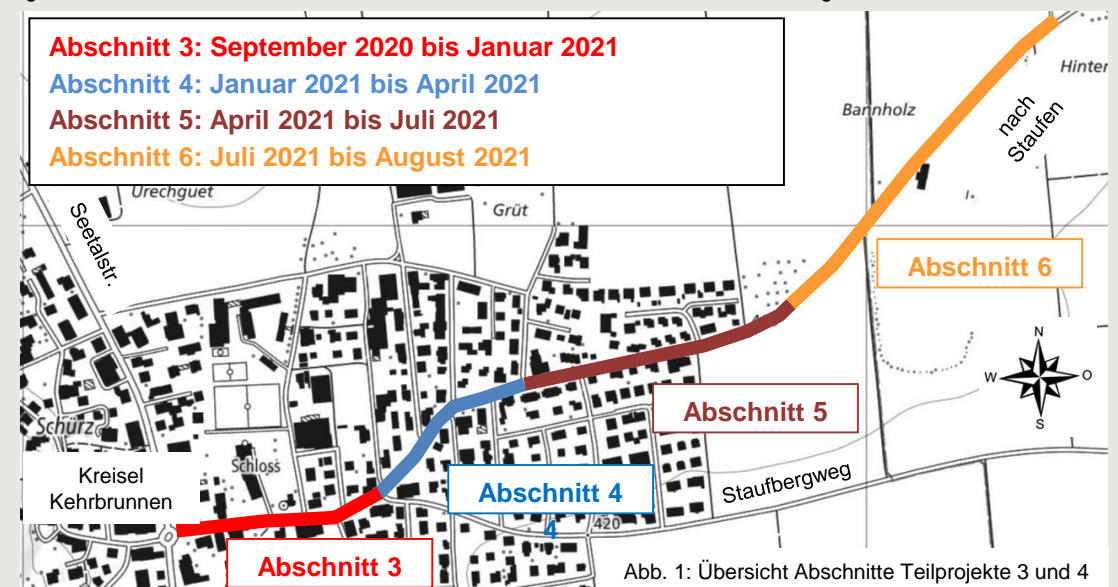 Abschnitt 3: September 2020 bis Januar 2021
Abschnitt 4: Januar 2021 bis April 2021
Abschnitt 5: April 2021 bis Juli 2021
Abschnitt 6: Juli 2021 bis August 2021
Hinter
Bannholz
nach
Staufen
Urechguet
Grüt
Seetalstr.
Abschnitt 6
N
W
O
S
Abschnitt 5
Schürz
Schloss
Kreisel
Kehrbrunnen
Abschnitt 4
4
420
Staufbergweg
Abschnitt 3
Abb. 1: Übersicht Abschnitte Teilprojekte 3 und 4